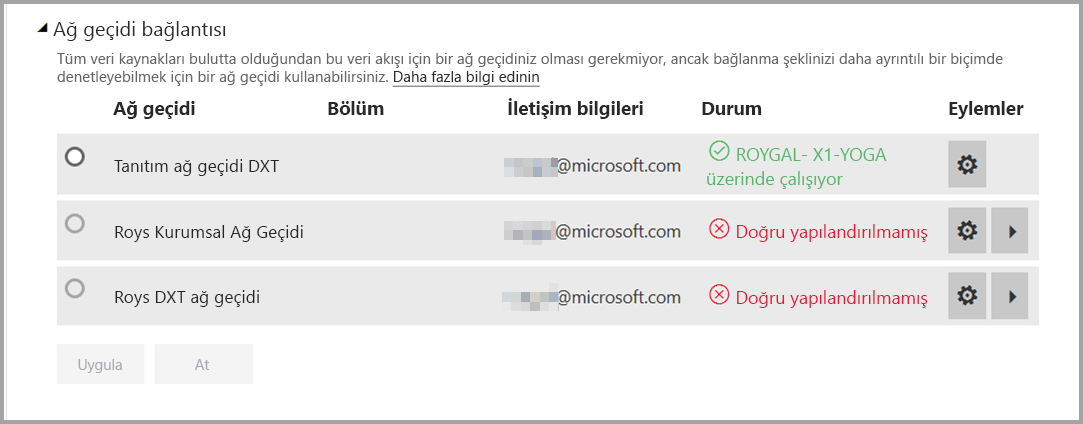 Ağ geçidi bağlantısı
Tüm veri kaynakları bulutta olduğundan bu veri akışı için bir ağ geçidiniz olması gerekmiyor, ancak bağlanma şeklinizi daha ayrıntılı bir biçimde
denetleyebilmek için bir ağ geçidi kullanabilirsiniz. Daha fazla bilgi edinin
Ağ geçidi Bölüm İletişim bilgileri Durum Eylemler
Tanıtım ağ geçidi DXT @microsoft.com ROYGAL- X1-YOGA
üzerinde çalışıyor
Roys Kurumsal Ağ Geçidi @microsoft.com Doğru yapılandırılmamış
Roys DXT ağ geçidi @microsoft.com Doğru yapılandırılmamış
Uygula At